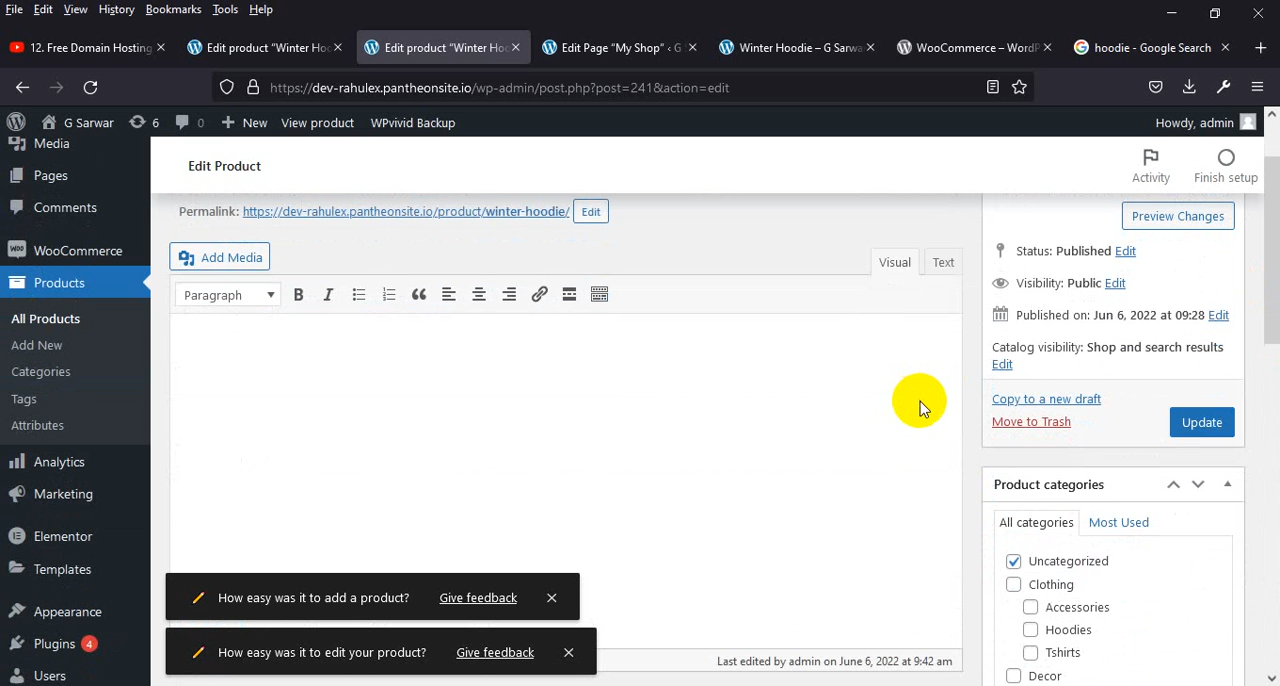 File Edit View History Bookmarks Tools Help
12. Free Domain Hosting
Edit product “Winter Ho
Edit product “Winter Ho
Edit Page “My Shop” ‹ G S
Winter Hoodie – G Sarwa
WooCommerce – WordP
hoodie - Google Search
https://dev-rahulex.pantheonsite.io/wp-admin/post.php?post=241&action=edit
G Sarwar 6 0 New View product WPvivid Backup Howdy, admin
Media
Pages
Comments
WooCommerce
Products
All Products
Add New
Categories
Tags
Attributes
Analytics
Marketing
Elementor
Templates
Appearance
Plugins 4
Users
Edit Product
Activity
Finish setup
Permalink: https://dev-rahulex.pantheonsite.io/product/winter-hoodie/ Edit
Add Media
Visual Text
Paragraph B I
How easy was it to add a product? Give feedback
How easy was it to edit your product? Give feedback
Last edited by admin on June 6, 2022 at 9:42 am
Preview Changes
Status: Published Edit
Visibility: Public Edit
Published on: Jun 6, 2022 at 09:28 Edit
Catalog visibility: Shop and search results
Edit
Copy to a new draft
Move to Trash
Update
Product categories
All categories Most Used
Uncategorized
Clothing
Accessories
Hoodies
Tshirts
Decor